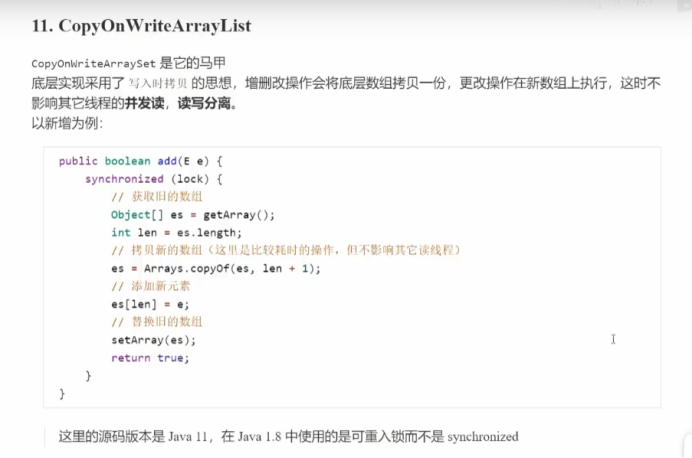 11. CopyOnWriteArrayList
CopyOnWriteArraySet 是它的马甲
底层实现采用了 写入时拷贝 的思想，增删改操作会将底层数组拷贝一份，更改操作在新数组上执行，这时不
影响其它线程的并发读，读写分离。
以新增为例：
public boolean add(E e) {
synchronized (lock) {
// 获取旧的数组
Object[] es = getArray();
int len = es.length;
// 拷贝新的数组（这里是比较耗时的操作，但不影响其它读线程）
es = Arrays.copyOf(es, len + 1);
// 添加新元素
es[len] = e;
// 替换旧的数组
setArray(es);
return true;
}
}
这里的源码版本是 Java 11，在 Java 1.8 中使用的是可重入锁而不是 synchronized